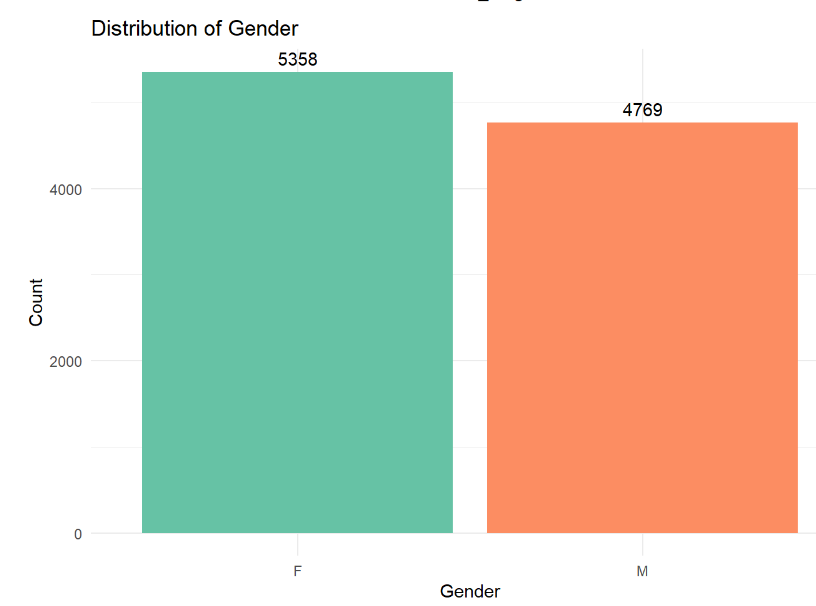 Distribution of Gender
5358
4769
4000
2000
0
Count
F
M
Gender